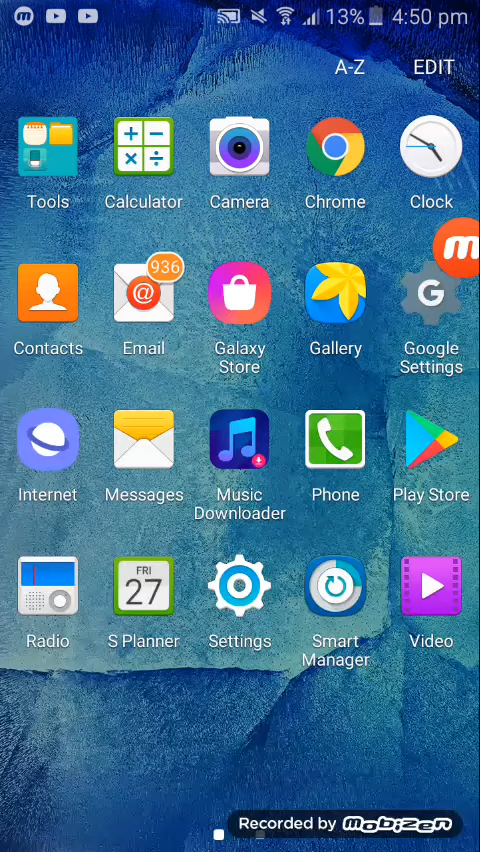 13% 4:50 pm
A-Z EDIT
Tools Calculator Camera Chrome Clock
936
Contacts Email Galaxy Store Gallery Google Settings
Internet Messages Music Downloader Phone Play Store
FRI
27
Radio S Planner Settings Smart Manager Video
Recorded by mobizen